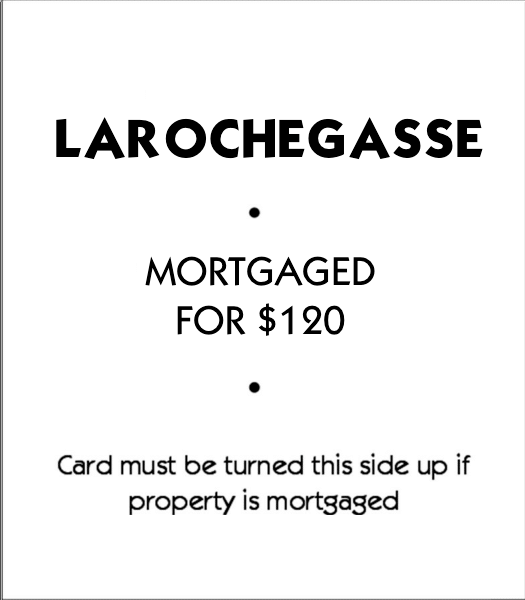 LAROCHEGASSE
•
MORTGAGED
FOR $120
•
Card must be turned this side up if
property is mortgaged